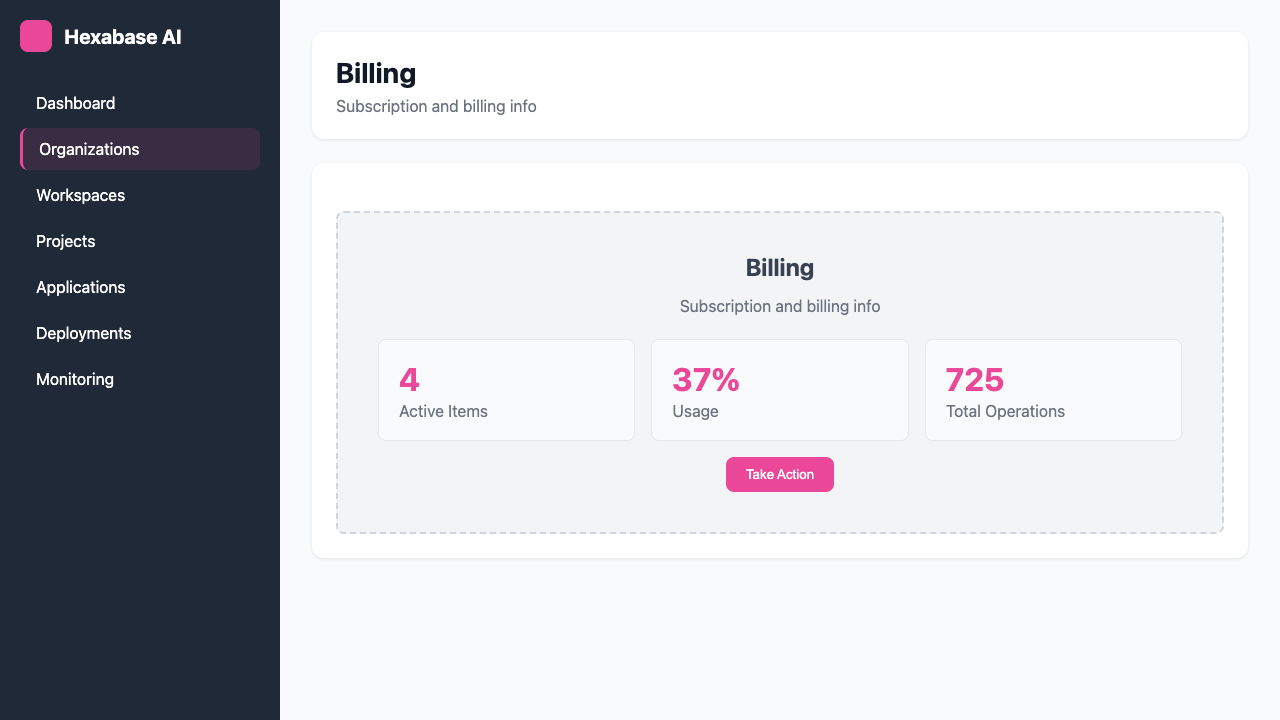 Hexabase AI
Dashboard
Organizations
Workspaces
Projects
Applications
Deployments
Monitoring
Billing
Subscription and billing info
Billing
Subscription and billing info
4
Active Items
37%
Usage
725
Total Operations
Take Action